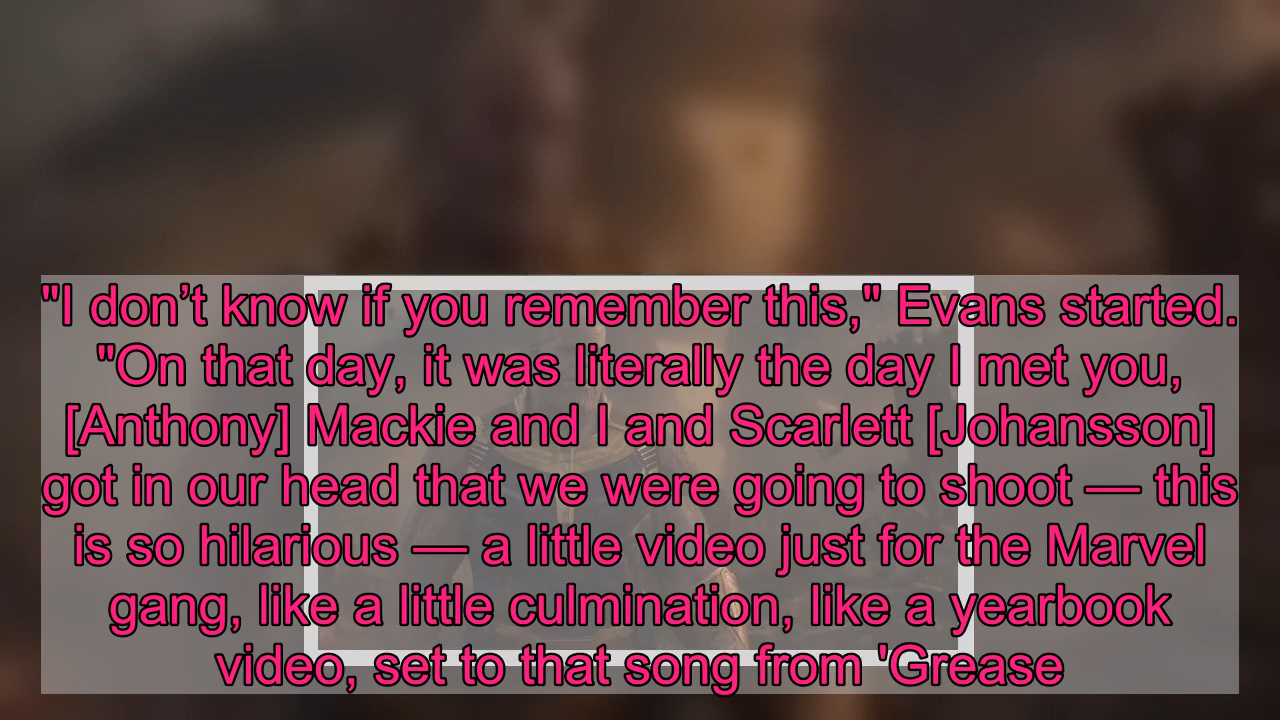 "I don’t know if you remember this," Evans started.
"On that day, it was literally the day I met you,
[Anthony] Mackie and I and Scarlett [Johansson]
got in our head that we were going to shoot — this
is so hilarious — a little video just for the Marvel
gang, like a little culmination, like a yearbook
video, set to that song from 'Grease